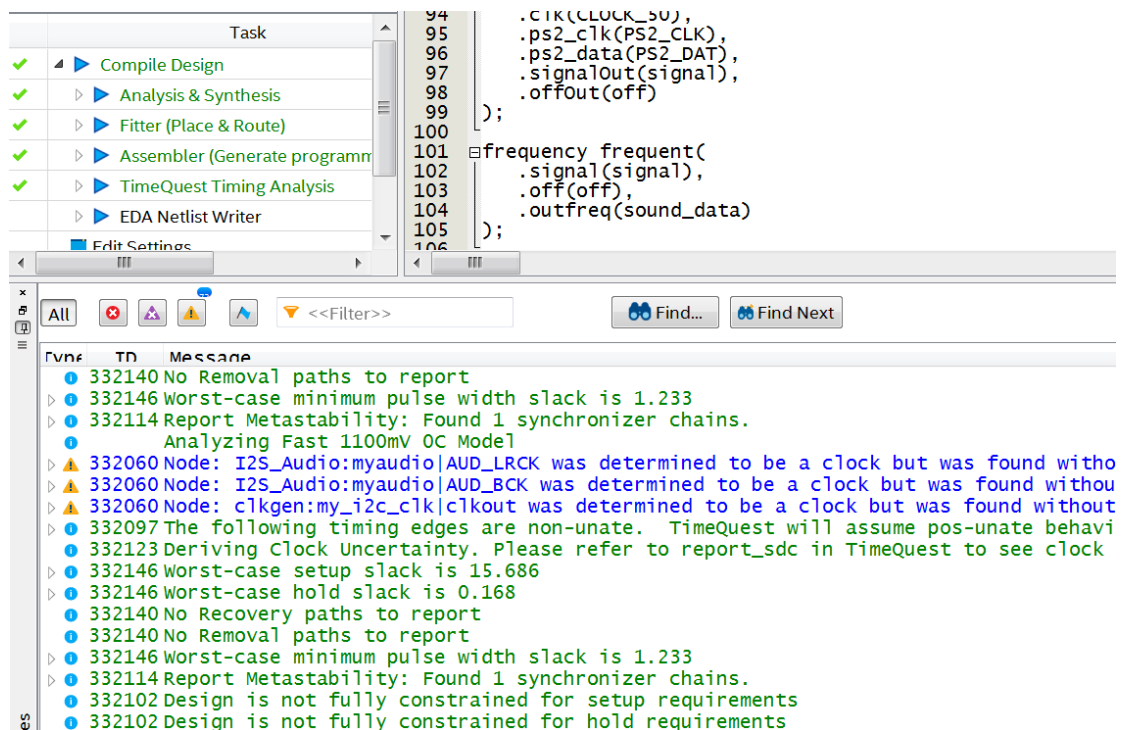 Task
Compile Design
Analysis & Synthesis
Fitter (Place & Route)
Assembler (Generate programm
TimeQuest Timing Analysis
EDA Netlist Writer
Edit Settings
94 .clk(CLOCK_50),
95 .ps2_clk(PS2_CLK),
96 .ps2_data(PS2_DAT),
97 .signalOut(signal),
98 .offOut(off)
99 );
100
101 frequency frequent(
102 .signal(signal),
103 .off(off),
104 .outfreq(sound_data)
105 );
106
All <<Filter>> Find... Find Next
Type ID Message
332140 No Removal paths to report
332146 Worst-case minimum pulse width slack is 1.233
332114 Report Metastability: Found 1 synchronizer chains.
Analyzing Fast 1100mV 0C Model
332060 Node: I2S_Audio:myaudio|AUD_LRCK was determined to be a clock but was found witho
332060 Node: I2S_Audio:myaudio|AUD_BCK was determined to be a clock but was found withou
332060 Node: clkgen:my_i2c_clk|clkout was determined to be a clock but was found without
332097 The following timing edges are non-unate.  TimeQuest will assume pos-unate behavi
332123 Deriving Clock Uncertainty. Please refer to report_sdc in TimeQuest to see clock
332146 Worst-case setup slack is 15.686
332146 Worst-case hold slack is 0.168
332140 No Recovery paths to report
332140 No Removal paths to report
332146 Worst-case minimum pulse width slack is 1.233
332114 Report Metastability: Found 1 synchronizer chains.
332102 Design is not fully constrained for setup requirements
332102 Design is not fully constrained for hold requirements
es